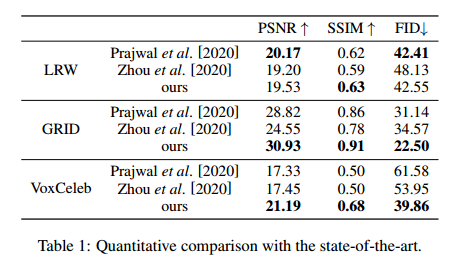 PSNR ↑ SSIM ↑ FID↓
Prajwal et al. [2020] 20.17 0.62 42.41
LRW Zhou et al. [2020] 19.20 0.59 48.13
ours 19.53 0.63 42.55
Prajwal et al. [2020] 28.82 0.86 31.14
GRID Zhou et al. [2020] 24.55 0.78 34.57
ours 30.93 0.91 22.50
Prajwal et al. [2020] 17.33 0.50 61.58
VoxCeleb Zhou et al. [2020] 17.45 0.50 53.95
ours 21.19 0.68 39.86
Table 1: Quantitative comparison with the state-of-the-art.